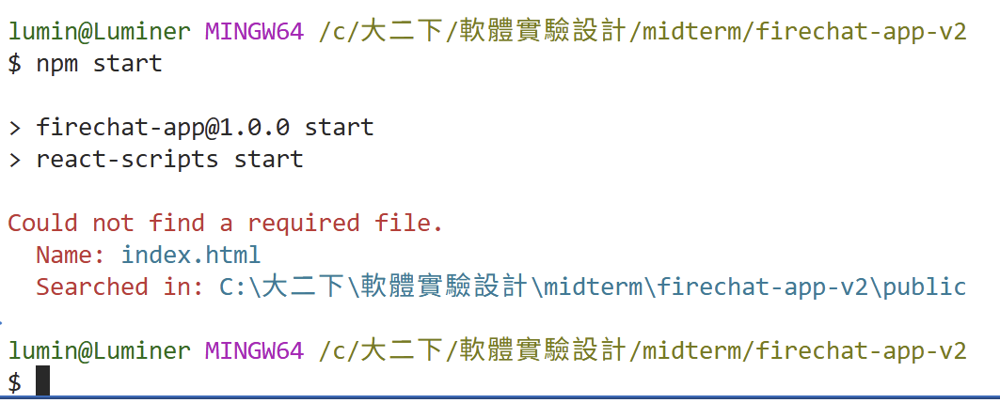 lumin@Luminer MINGW64 /c/大二下/軟體實驗設計/midterm/firechat-app-v2
$ npm start
> firechat-app@1.0.0 start
> react-scripts start
Could not find a required file.
Name: index.html
Searched in: C:\大二下\軟體實驗設計\midterm\firechat-app-v2\public
lumin@Luminer MINGW64 /c/大二下/軟體實驗設計/midterm/firechat-app-v2
$